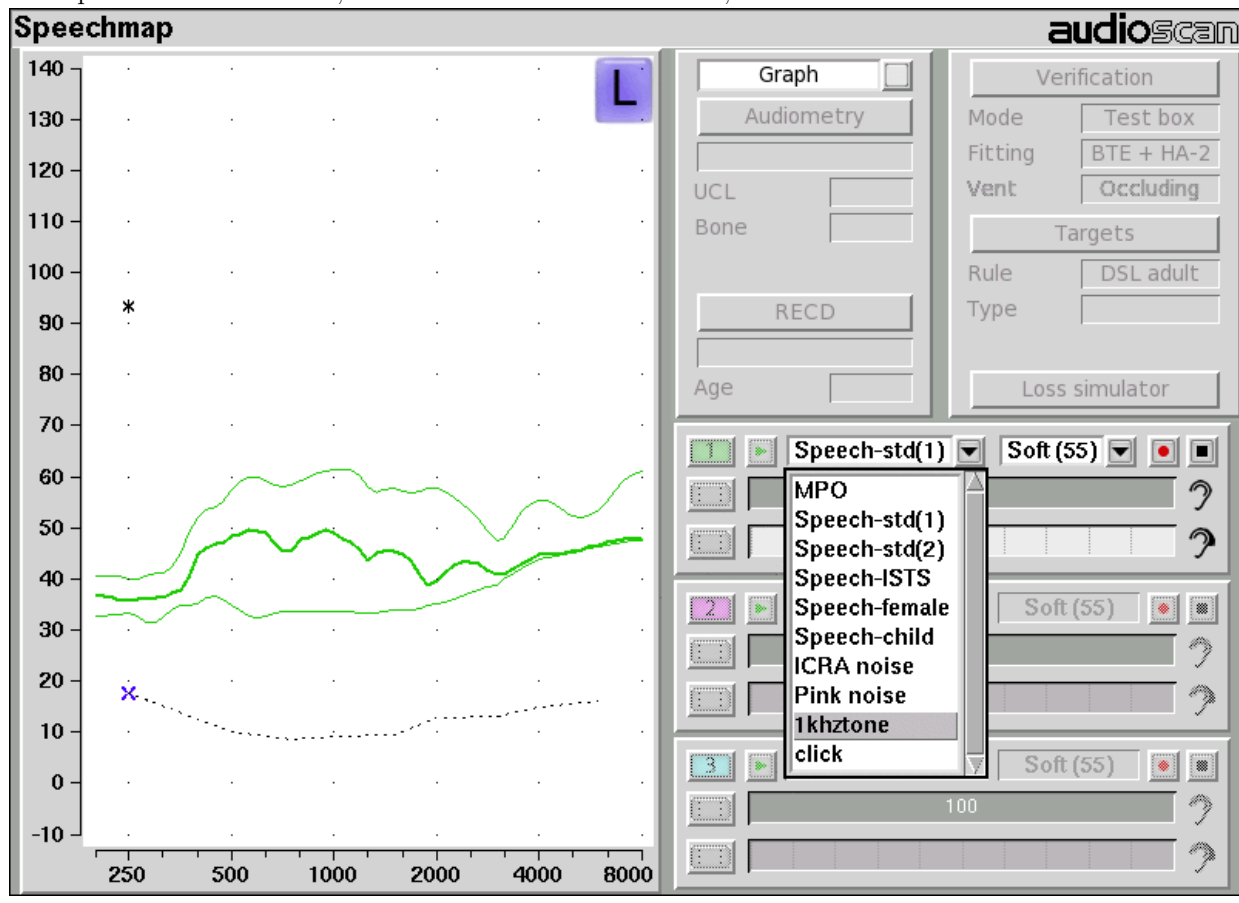 Speechmap
audioscan
140
130
120
110
100
90
80
70
60
50
40
30
20
10
0
-10
250 500 1000 2000 4000 8000
L
Graph
Audiometry
UCL
Bone
RECD
Age
Verification
Mode Test box
Fitting BTE + HA-2
Vent Occluding
Targets
Rule DSL adult
Type
Loss simulator
1 Speech-std(1) Soft (55)
MPO
Speech-std(1)
Speech-std(2)
Speech-ISTS
Speech-female
Speech-child
ICRA noise
Pink noise
1khztone
click
2 Soft (55)
3 Soft (55)
100